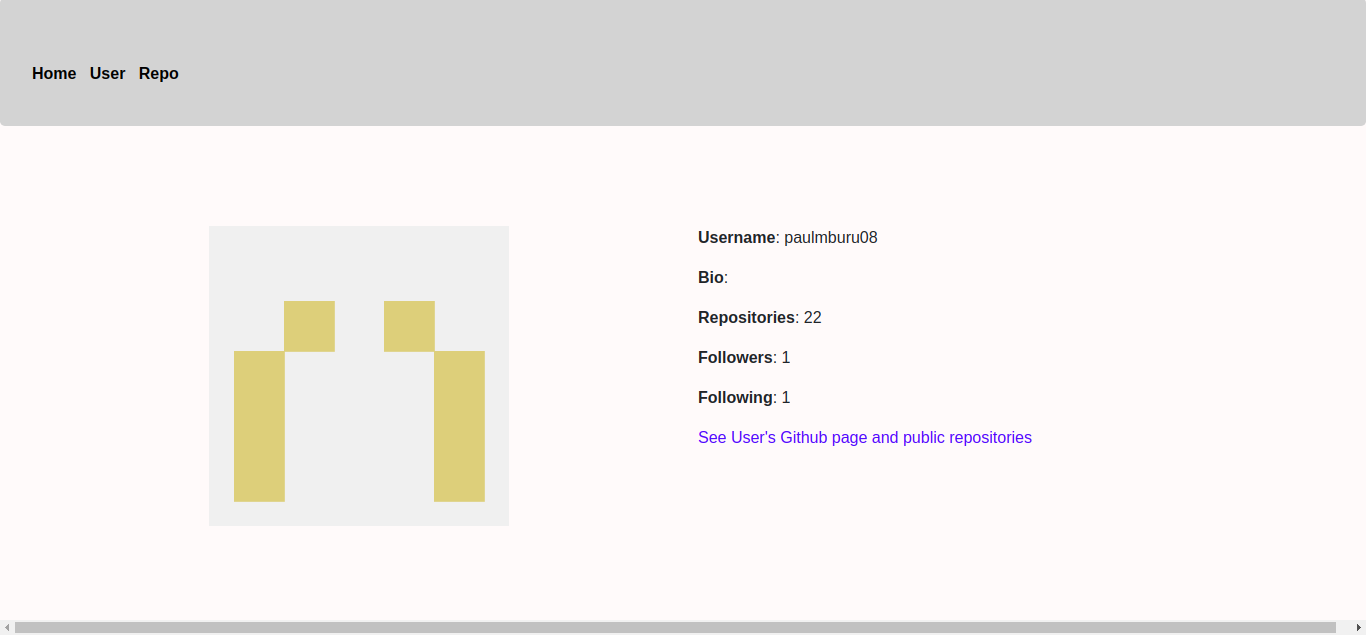 Home User Repo
Username: paulmburu08
Bio:
Repositories: 22
Followers: 1
Following: 1
See User's Github page and public repositories